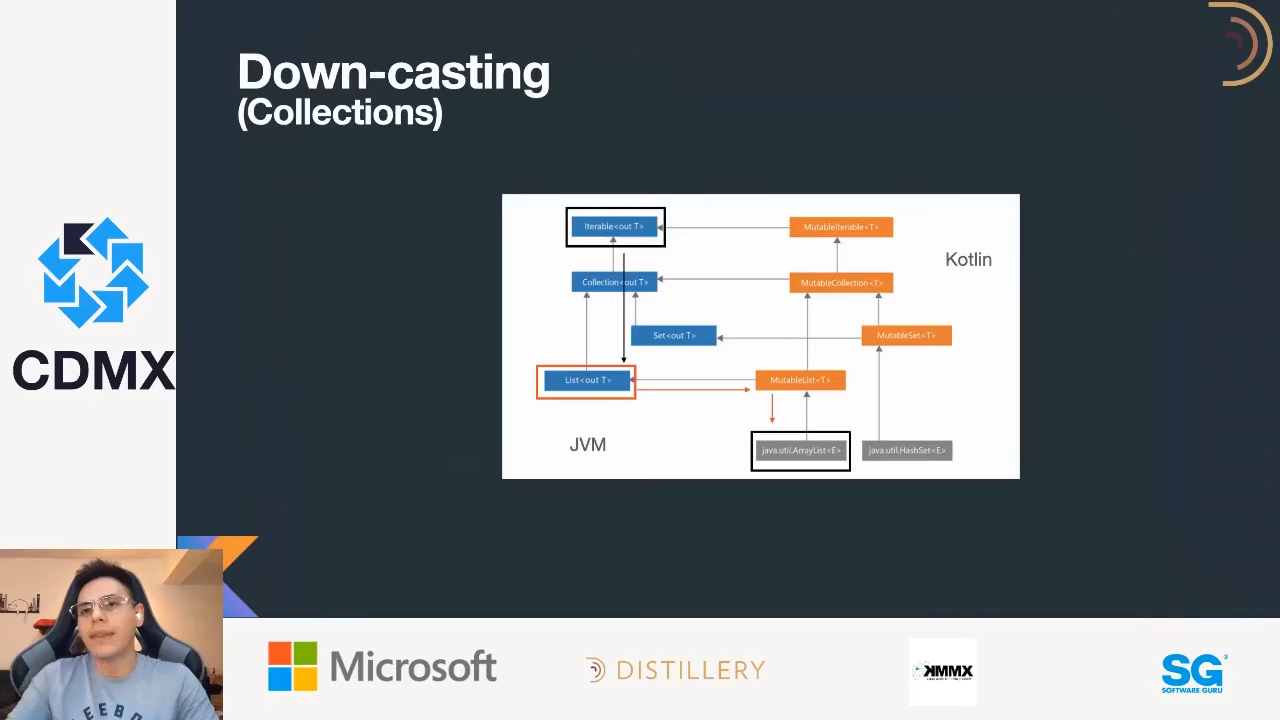 Down-casting
(Collections)
CDMX
Iterable<out T>
MutableIterable<T>
Kotlin
Collection<out T>
MutableCollection<T>
Set<out T>
MutableSet<T>
List<out T>
MutableList<T>
JVM
java.util.ArrayList<E>
java.util.HashSet<E>
Microsoft
DISTILLERY
KMMX
SG
SOFTWARE GURU